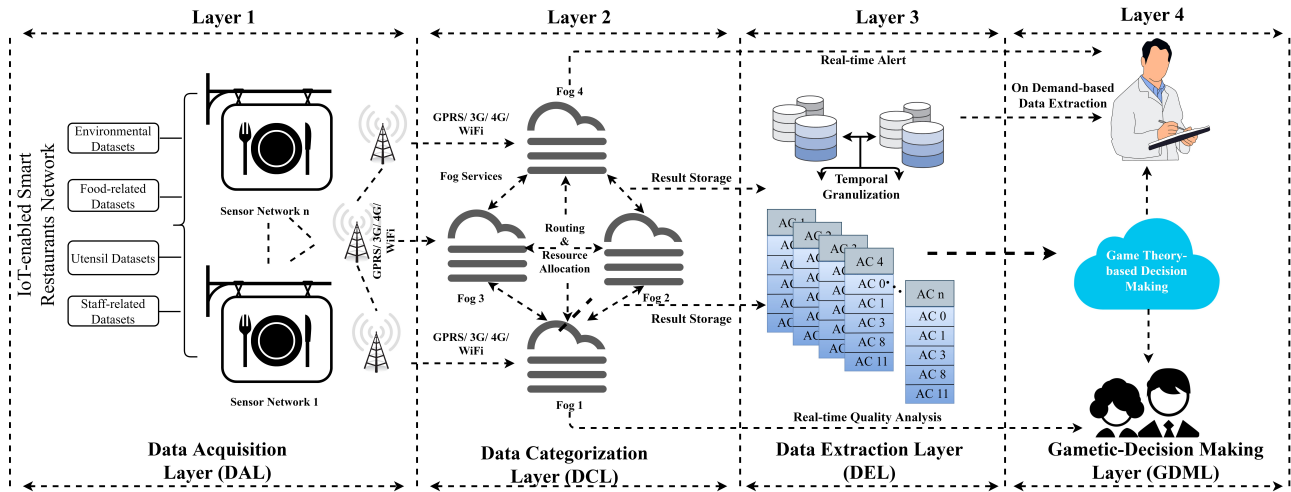 Layer 1
Layer 2
Layer 3
Layer 4
IoT-enabled Smart
Restaurants Network
Environmental
Datasets
Food-related
Datasets
Utensil Datasets
Staff-related
Datasets
Sensor Network n
Sensor Network 1
GPRS/ 3G/ 4G/
WiFi
Data Acquisition
Layer (DAL)
GPRS/ 3G/ 4G/
WiFi
Fog 4
Fog Services
Routing
&
Resource
Allocation
Fog 3
Fog 2
GPRS/ 3G/ 4G/
WiFi
Fog 1
Data Categorization
Layer (DCL)
Real-time Alert
Temporal
Granulization
Result Storage
Result Storage
AC 1
AC 2
AC 3
AC 4
AC 0
AC 1
AC 3
AC 8
AC 11
AC n
AC 0
AC 1
AC 3
AC 8
AC 11
Real-time Quality Analysis
Data Extraction Layer
(DEL)
On Demand-based
Data Extraction
Game Theory-
based Decision
Making
Gametic-Decision Making
Layer (GDML)